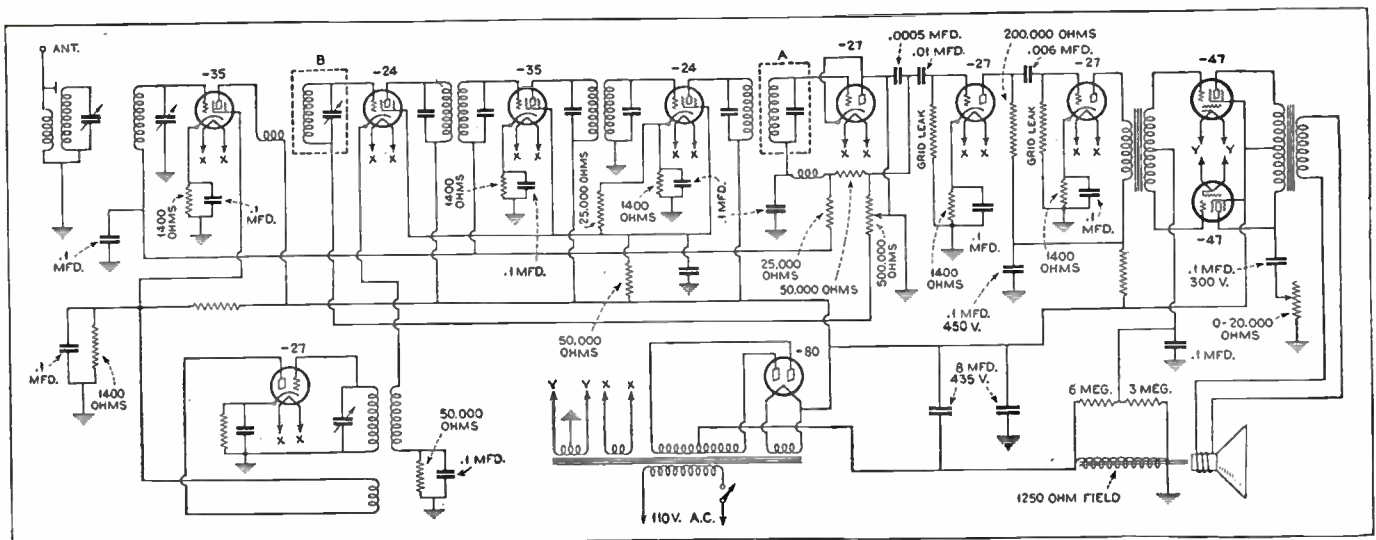 ANT.
-35
B
-24
-35
-24
A
-27
.0005 MFD.
.01 MFD.
-27
200,000 OHMS
.006 MFD.
-27
-47
X X
X X
X X
X X
X X
X X
X X
Y Y
-47
GRID LEAK
GRID LEAK
1400 OHMS
.1 MFD.
.1 MFD.
1400 OHMS
.1 MFD.
25,000 OHMS
1400 OHMS
.1 MFD.
25,000 OHMS
50,000 OHMS
500,000 OHMS
1400 OHMS
.1 MFD.
.1 MFD. 450 V.
1400 OHMS
.1 MFD.
.1 MFD. 300 V.
0-20,000 OHMS
.1 MFD.
50,000 OHMS
.1 MFD.
1400 OHMS
-27
X X
50,000 OHMS
.1 MFD.
Y Y X X
-80
8 MFD. 435 V.
6 MEG. 3 MEG.
1250 OHM FIELD
110V. A.C.